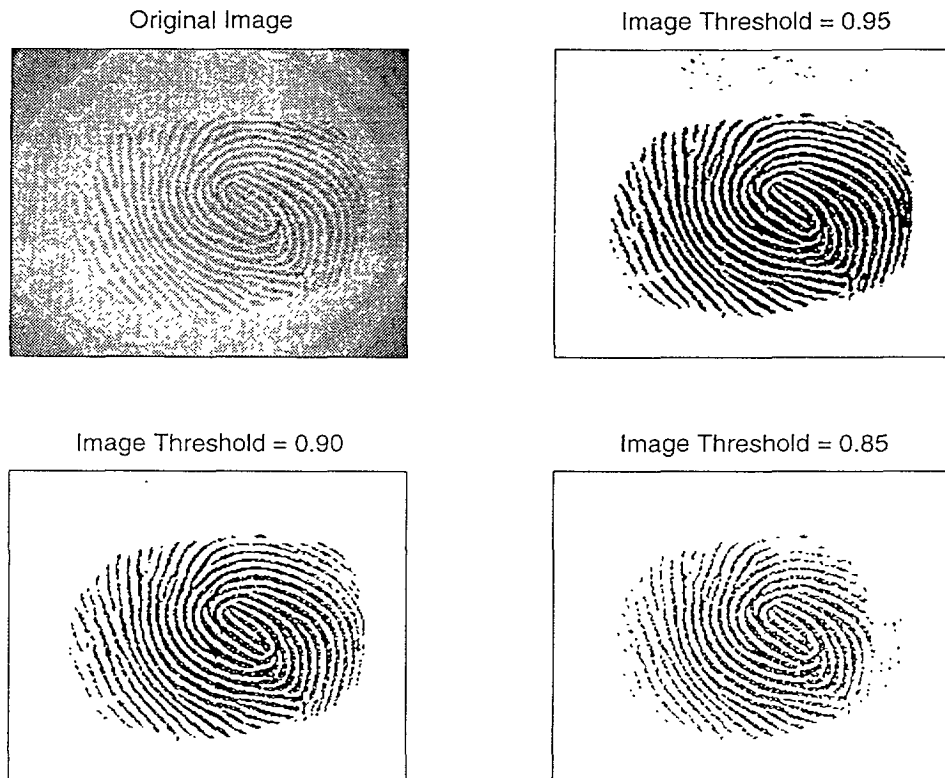 Original Image
Image Threshold = 0.95
Image Threshold = 0.90
Image Threshold = 0.85